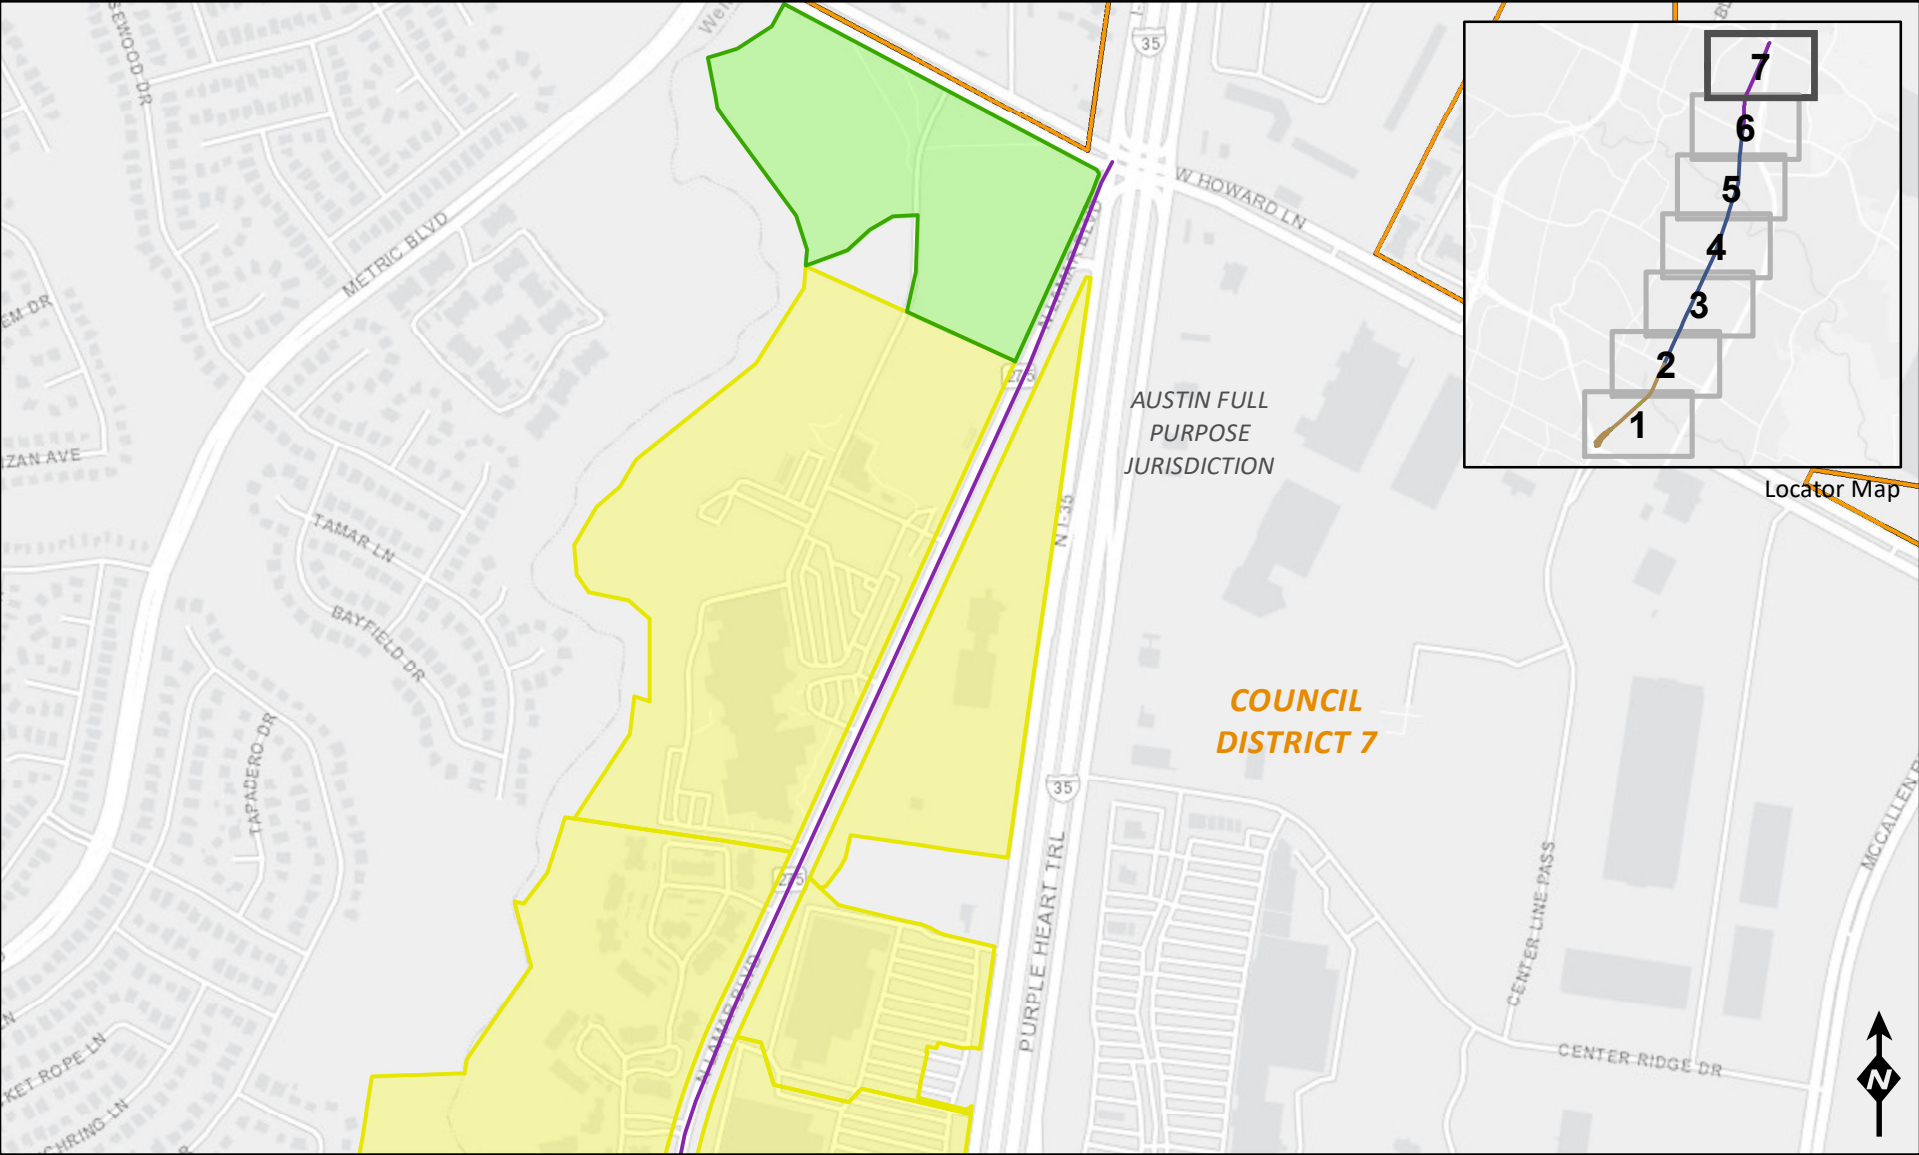 35
W HOWARD LN
METRIC BLVD
N LAMAR BLVD
275
AUSTIN FULL
PURPOSE
JURISDICTION
7
6
5
4
3
2
1
Locator Map
N I-35
TAMAR LN
BAYFIELD DR
TAPADERO DR
COUNCIL
DISTRICT 7
35
275
N LAMAR BLVD
PURPLE HEART TRL
CENTER LINE PASS
CENTER RIDGE DR
N